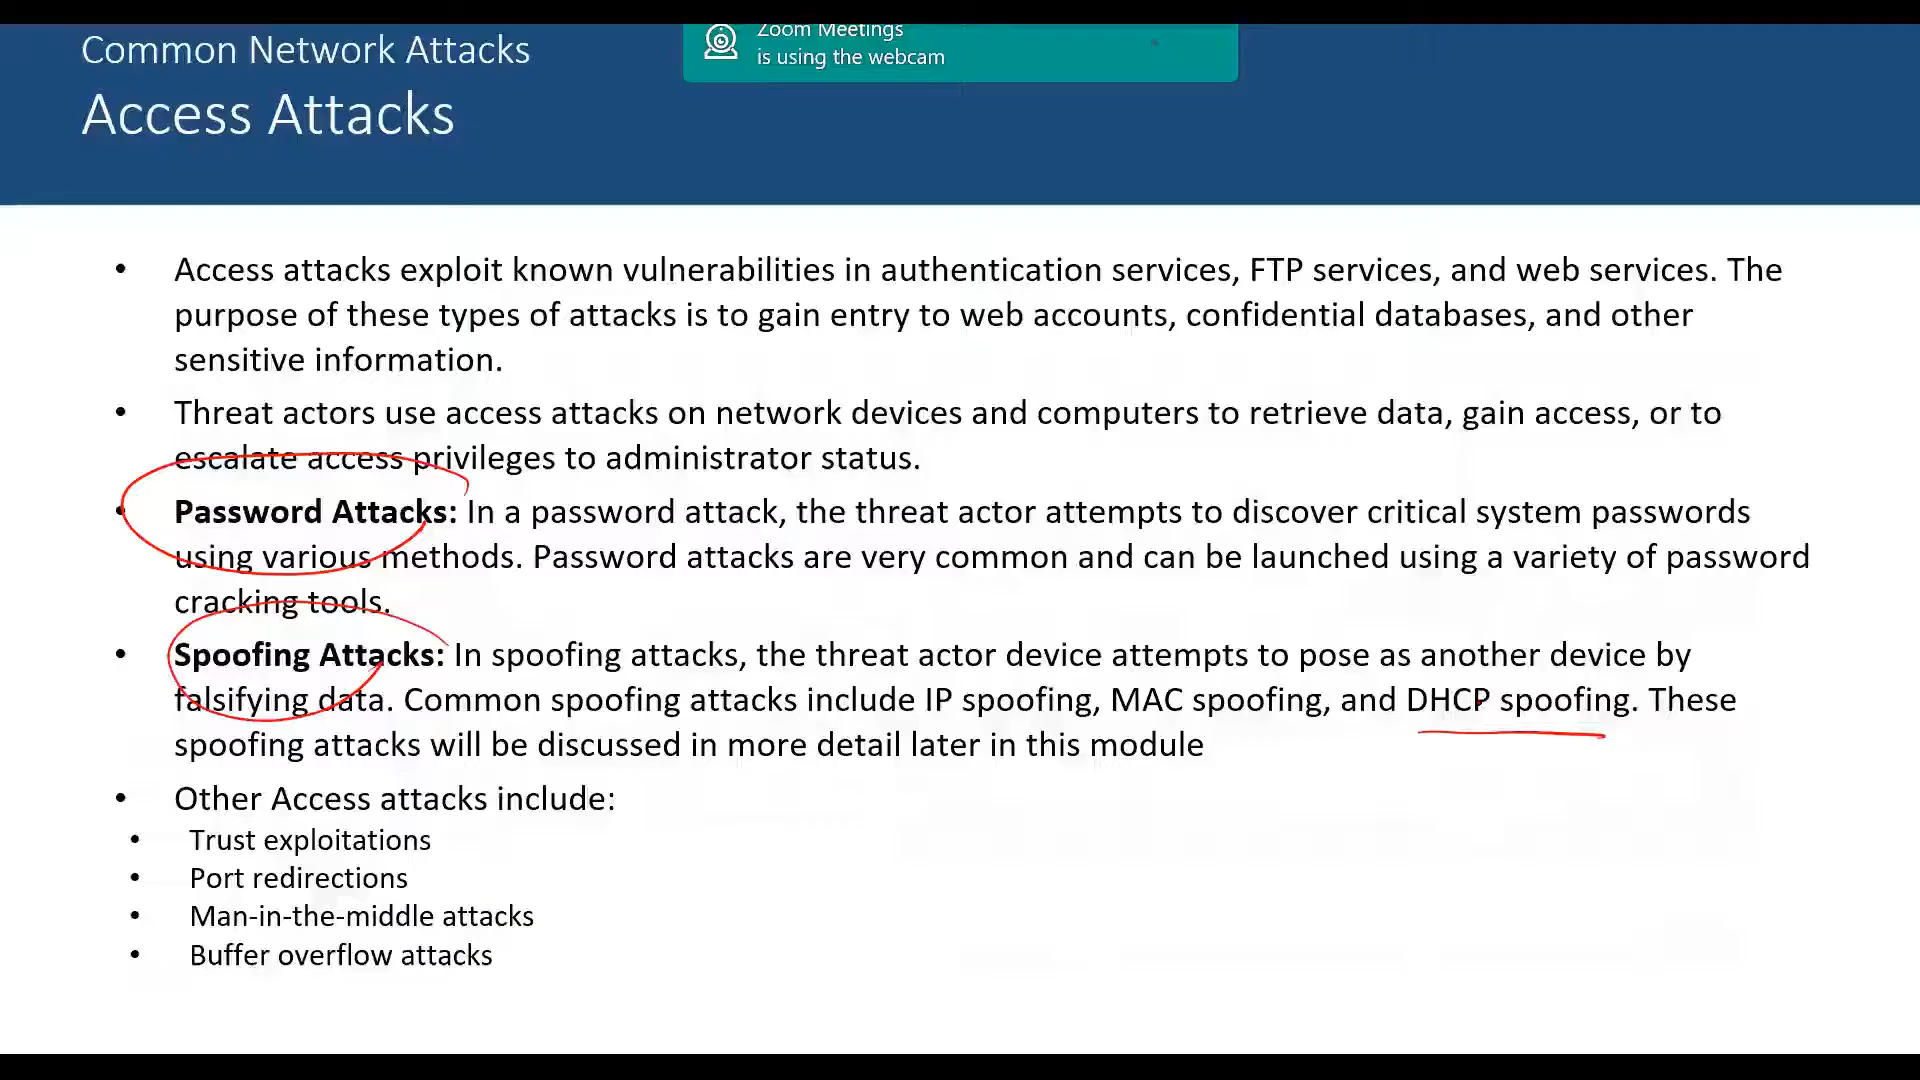 Common Network Attacks
Access Attacks
Zoom Meetings
is using the webcam
• Access attacks exploit known vulnerabilities in authentication services, FTP services, and web services. The
purpose of these types of attacks is to gain entry to web accounts, confidential databases, and other
sensitive information.
• Threat actors use access attacks on network devices and computers to retrieve data, gain access, or to
escalate access privileges to administrator status.
• Password Attacks: In a password attack, the threat actor attempts to discover critical system passwords
using various methods. Password attacks are very common and can be launched using a variety of password
cracking tools.
• Spoofing Attacks: In spoofing attacks, the threat actor device attempts to pose as another device by
falsifying data. Common spoofing attacks include IP spoofing, MAC spoofing, and DHCP spoofing. These
spoofing attacks will be discussed in more detail later in this module
• Other Access attacks include:
• Trust exploitations
• Port redirections
• Man-in-the-middle attacks
• Buffer overflow attacks